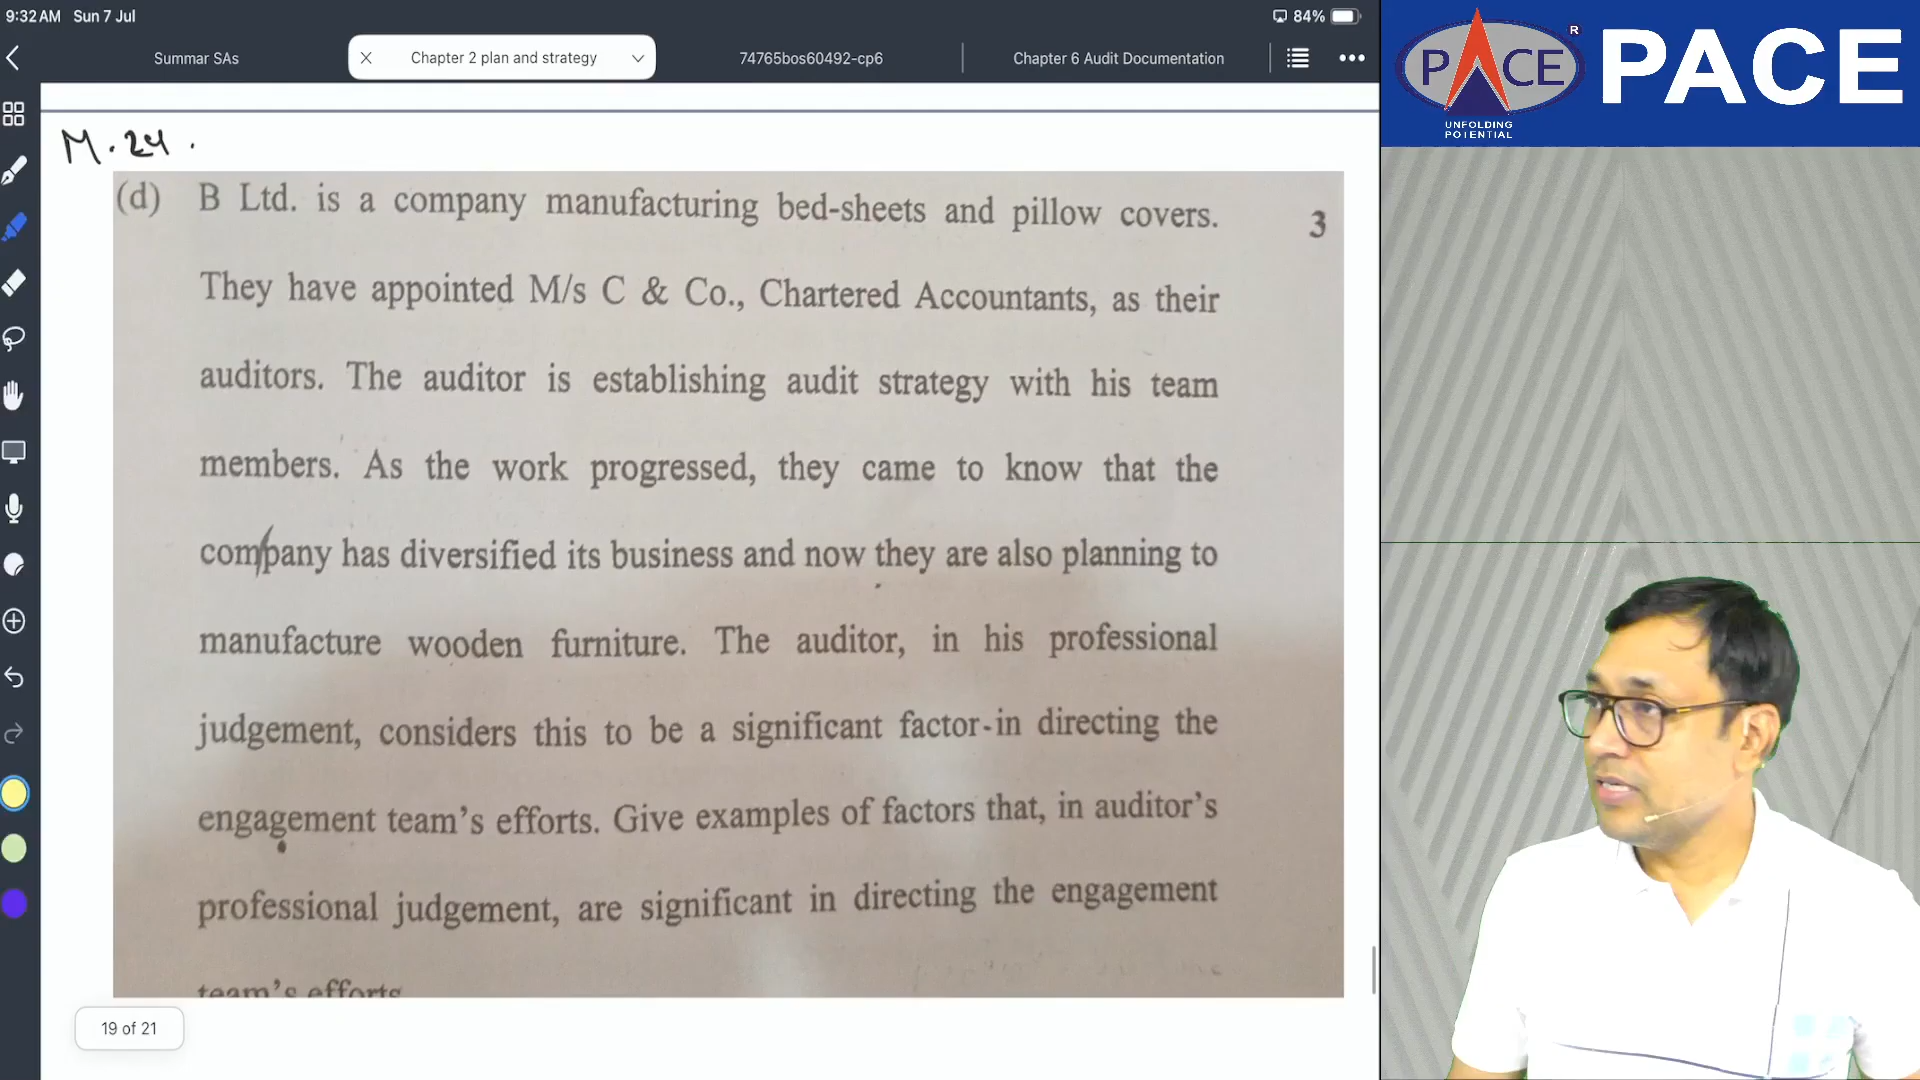 9:32 AM Sun 7 Jul
84%
Summar SAs
Chapter 2 plan and strategy
74765bos60492-cp6
Chapter 6 Audit Documentation
PACE
UNFOLDING
POTENTIAL
®
PACE
M.24.
(d) B Ltd. is a company manufacturing bed-sheets and pillow covers. 3
They have appointed M/s C & Co., Chartered Accountants, as their
auditors. The auditor is establishing audit strategy with his team
members. As the work progressed, they came to know that the
company has diversified its business and now they are also planning to
manufacture wooden furniture. The auditor, in his professional
judgement, considers this to be a significant factor-in directing the
engagement team's efforts. Give examples of factors that, in auditor's
professional judgement, are significant in directing the engagement
team's efforts
19 of 21